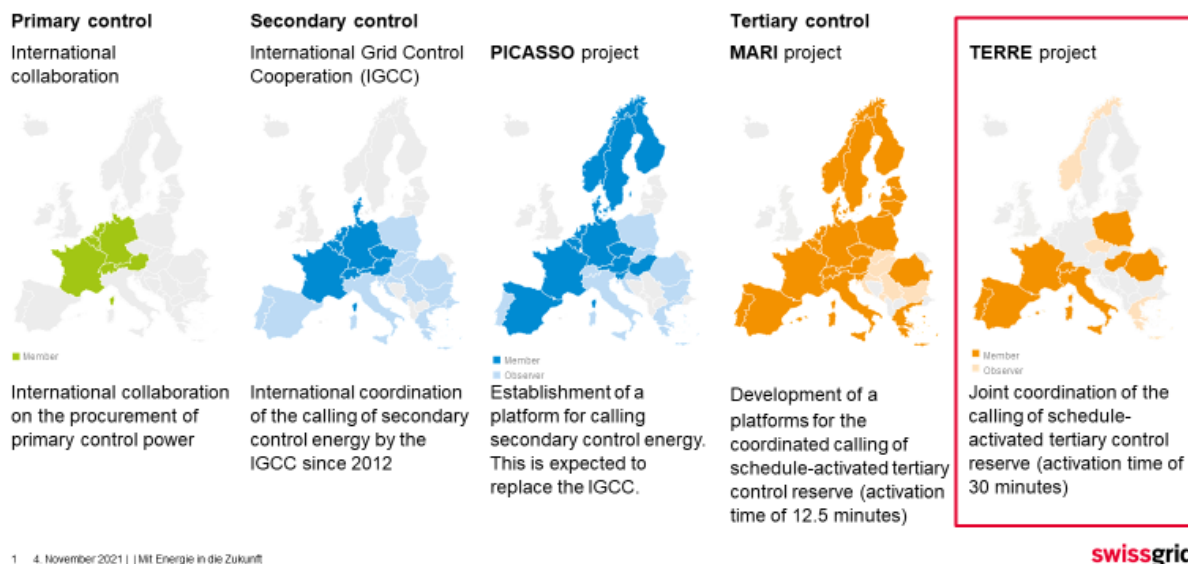 Primary control
International
collaboration
Member
International collaboration
on the procurement of
primary control power
Secondary control
International Grid Control
Cooperation (IGCC)
International coordination
of the calling of secondary
control energy by the
IGCC since 2012
PICASSO project
Member
Observer
Establishment of a
platform for calling
secondary control energy.
This is expected to
replace the IGCC.
Tertiary control
MARI project
Development of a
platforms for the
coordinated calling of
schedule-activated tertiary
control reserve (activation
time of 12.5 minutes)
TERRE project
Member
Observer
Joint coordination of the
calling of schedule-
activated tertiary control
reserve (activation time of
30 minutes)
1 4. November 2021 | | Mit Energie in die Zukunft
swissgrid